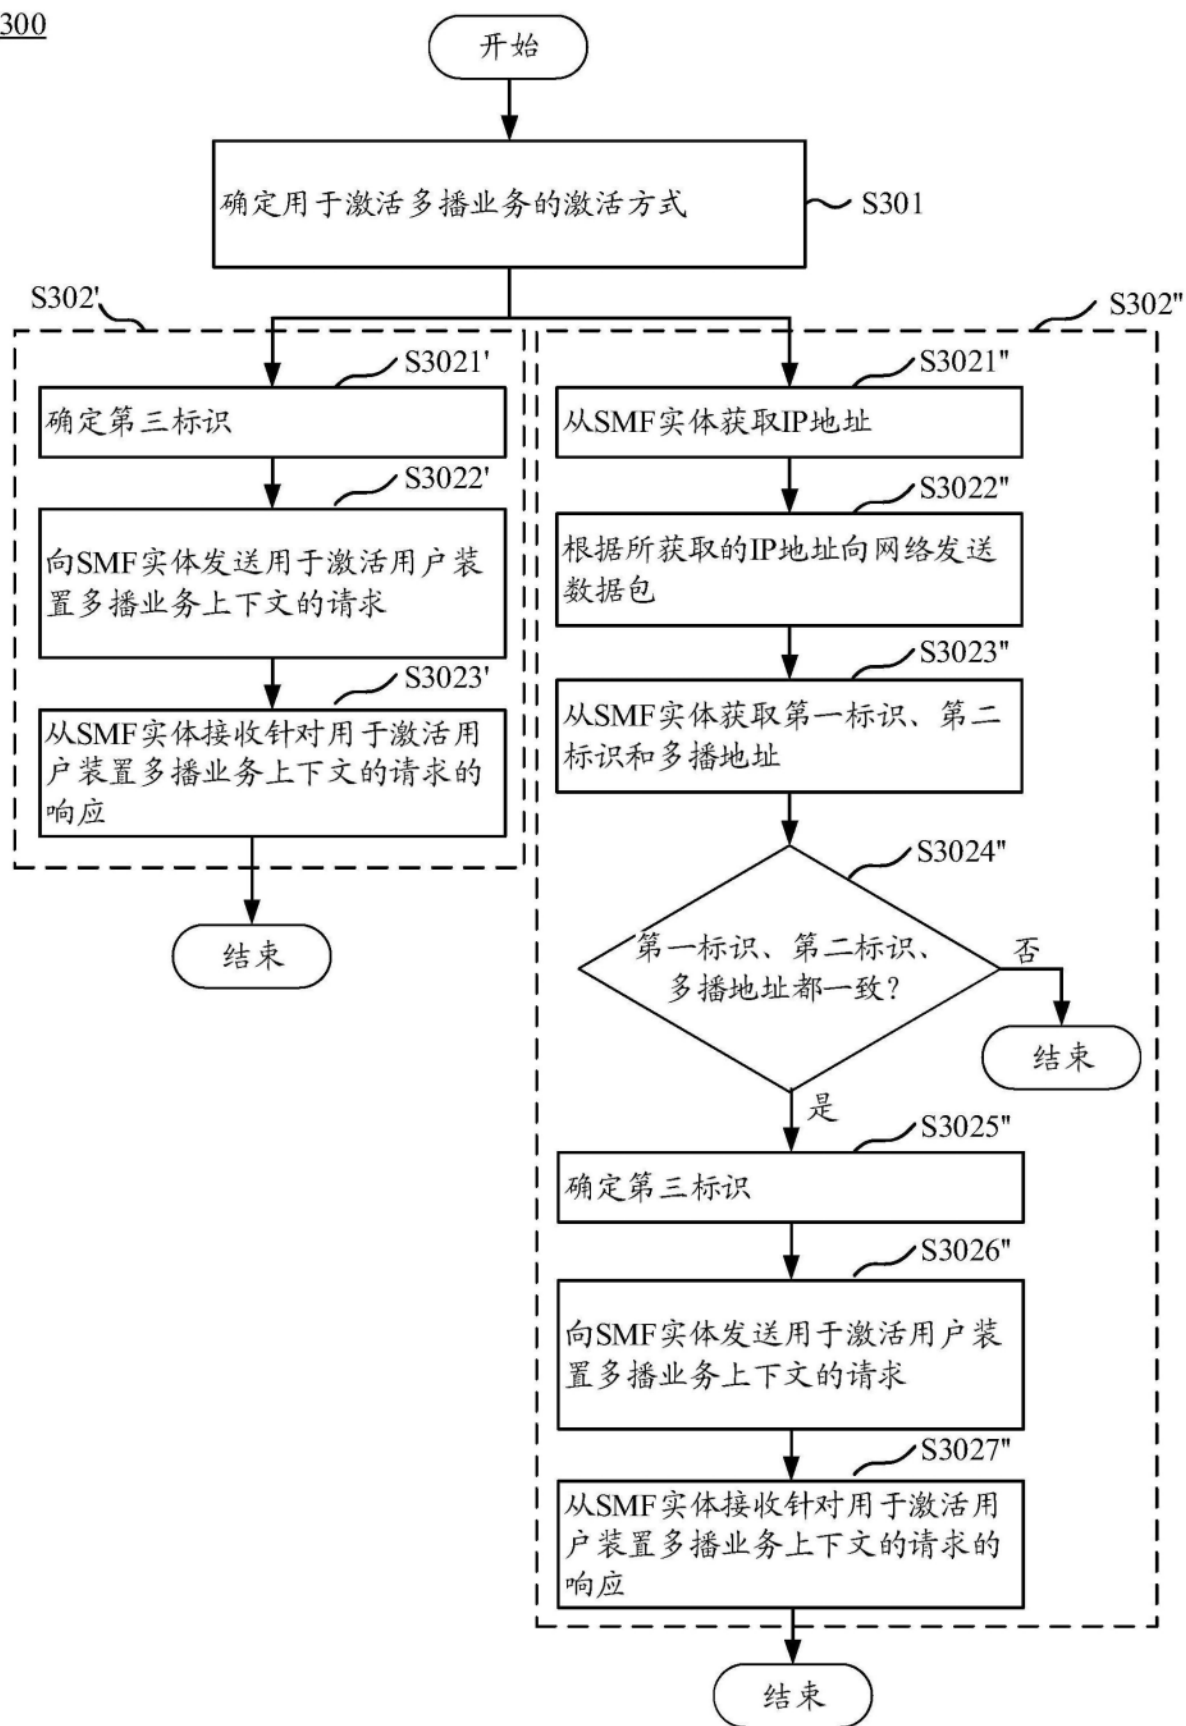 300
开始
确定用于激活多播业务的激活方式
S301
S302'
S302"
S3021'
确定第三标识
S3022'
向SMF实体发送用于激活用户装
置多播业务上下文的请求
S3023'
从SMF实体接收针对用于激活用
户装置多播业务上下文的请求的
响应
结束
S3021"
从SMF实体获取IP地址
S3022"
根据所获取的IP地址向网络发送
数据包
S3023"
从SMF实体获取第一标识、第二
标识和多播地址
S3024"
第一标识、第二标识、
多播地址都一致?
否
结束
是
S3025"
确定第三标识
S3026"
向SMF实体发送用于激活用户装
置多播业务上下文的请求
S3027"
从SMF实体接收针对用于激活用
户装置多播业务上下文的请求的
响应
结束